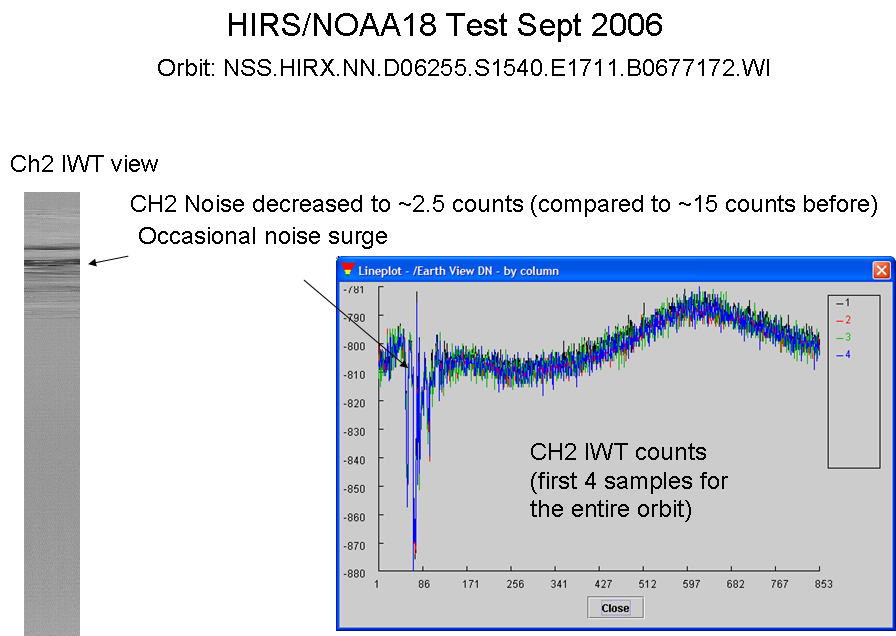 HIRS/NOAA18 Test Sept 2006
Orbit: NSS.HIRX.NN.D06255.S1540.E1711.B0677172.WI
Ch2 IWT view
CH2 Noise decreased to ~2.5 counts (compared to ~15 counts before)
Occasional noise surge
Lineplot - /Earth View DN - by column
-781
-790
-800
-810
-820
-830
-840
-850
-860
-870
-880
1 86 171 256 341 427 512 597 682 767 853
1
2
3
4
CH2 IWT counts
(first 4 samples for
the entire orbit)
Close